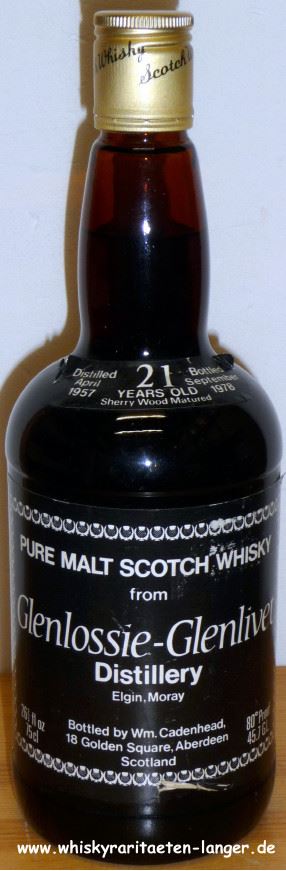 Whisky Scotch
Distilled 21 Bottled
April September
1957 YEARS OLD 1978
Sherry Wood Matured
PURE MALT SCOTCH WHISKY
from
Glenlossie-Glenlivet
Distillery
Elgin, Moray
Bottled by Wm. Cadenhead,
18 Golden Square, Aberdeen
Scotland
26⅔ fl oz
75cl
80° Proof
45.7 GL
www.whiskyraritaeten-langer.de